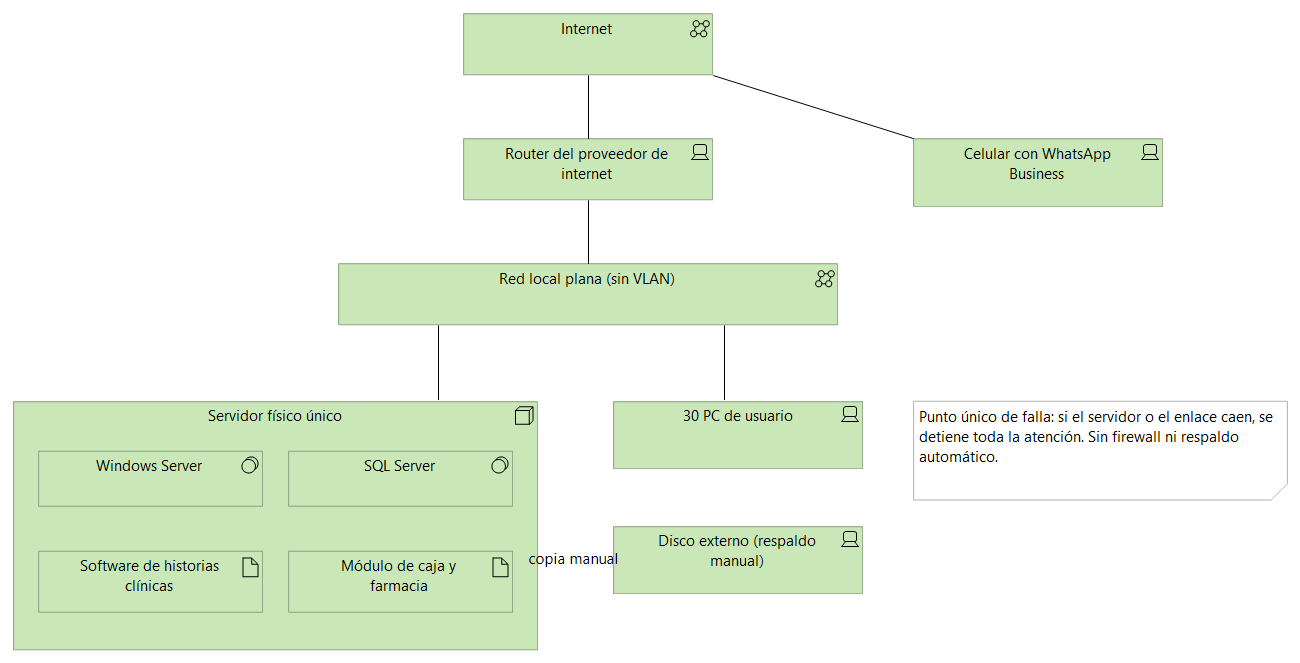 Internet
Router del proveedor de
internet
Celular con WhatsApp
Business
Red local plana (sin VLAN)
Servidor físico único
Windows Server
SQL Server
Software de historias
clínicas
Módulo de caja y
farmacia
copia manual
30 PC de usuario
Disco externo (respaldo
manual)
Punto único de falla: si el servidor o el enlace caen, se
detiene toda la atención. Sin firewall ni respaldo
automático.